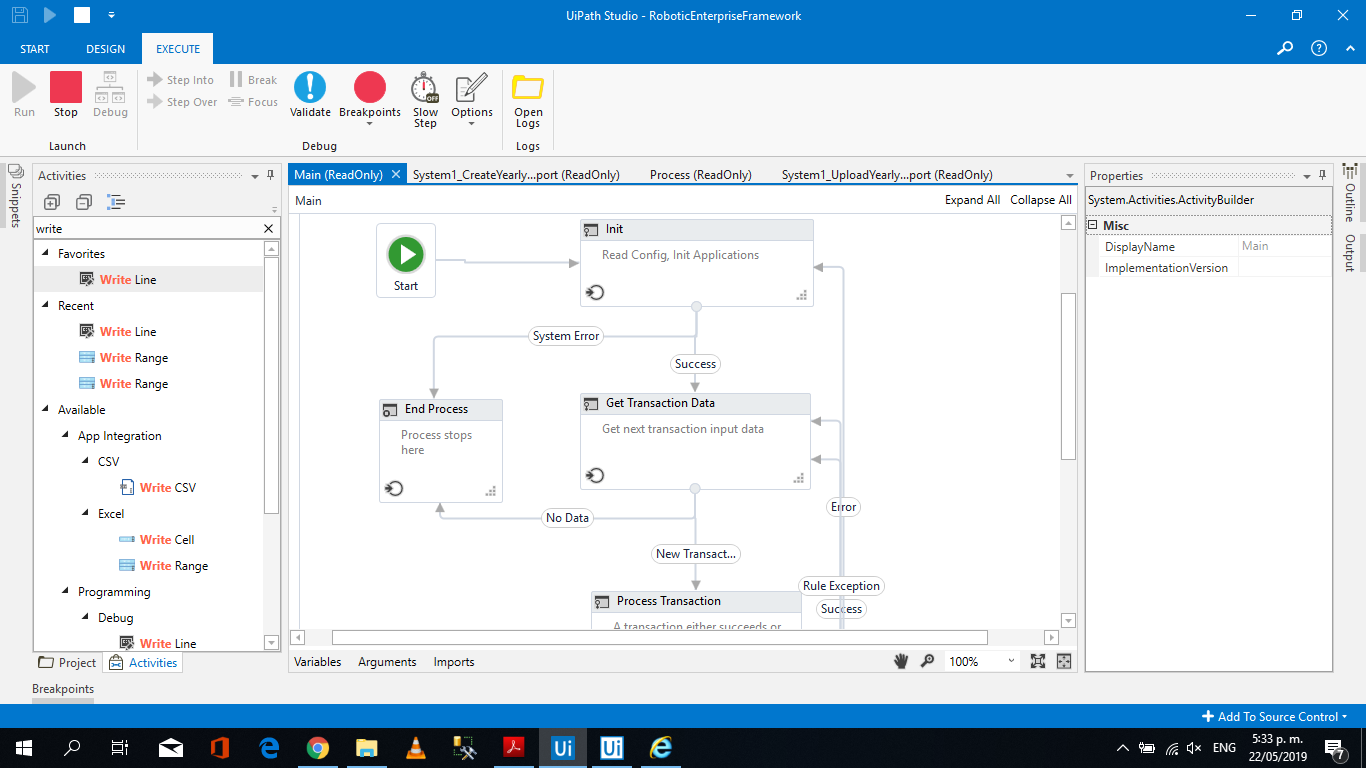 UiPath Studio - RoboticEnterpriseFramework
START DESIGN EXECUTE
Run Stop Debug
Step Into Break
Step Over Focus
Validate Breakpoints Slow Step Options
Open Logs
Launch Debug Logs
Snippets
Activities
write
Favorites
Write Line
Recent
Write Line
Write Range
Write Range
Available
App Integration
CSV
Write CSV
Excel
Write Cell
Write Range
Programming
Debug
Write Line
Project Activities
Breakpoints
Main (ReadOnly) System1_CreateYearly...port (ReadOnly) Process (ReadOnly) System1_UploadYearly...port (ReadOnly)
Main Expand All Collapse All
Start
Init
Read Config, Init Applications
System Error
Success
End Process
Process stops
here
Get Transaction Data
Get next transaction input data
No Data
Error
New Transact...
Rule Exception
Success
Process Transaction
A transaction either succeeds or
Variables Arguments Imports 100%
Properties
System.Activities.ActivityBuilder
Misc
DisplayName Main
ImplementationVersion
Outline
Output
Add To Source Control
Ui Ui
ENG
5:33 p. m.
22/05/2019
7